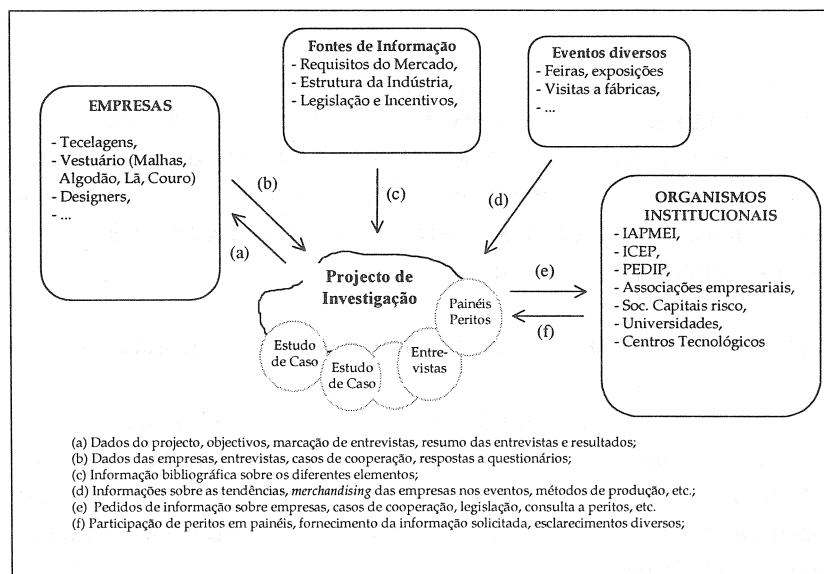 Fontes de Informação
- Requisitos do Mercado,
- Estrutura da Indústria,
- Legislação e Incentivos,
Eventos diversos
- Feiras, exposições
- Visitas a fábricas,
- ...
EMPRESAS
- Tecelagens,
- Vestuário (Malhas,
Algodão, Lã, Couro)
- Designers,
- ...
(b)
(a)
(c)
(d)
ORGANISMOS
INSTITUCIONAIS
- IAPMEI,
- ICEP,
- PEDIP,
- Associações empresariais,
- Soc. Capitais risco,
- Universidades,
- Centros Tecnológicos
(e)
(f)
Projecto de
Investigação
Painéis
Peritos
Estudo
de Caso
Estudo
de Caso
Entre-
vistas
(a) Dados do projecto, objectivos, marcação de entrevistas, resumo das entrevistas e resultados;
(b) Dados das empresas, entrevistas, casos de cooperação, respostas a questionários;
(c) Informação bibliográfica sobre os diferentes elementos;
(d) Informações sobre as tendências, merchandising das empresas nos eventos, métodos de produção, etc.;
(e) Pedidos de informação sobre empresas, casos de cooperação, legislação, consulta a peritos, etc.
(f) Participação de peritos em painéis, fornecimento da informação solicitada, esclarecimentos diversos;